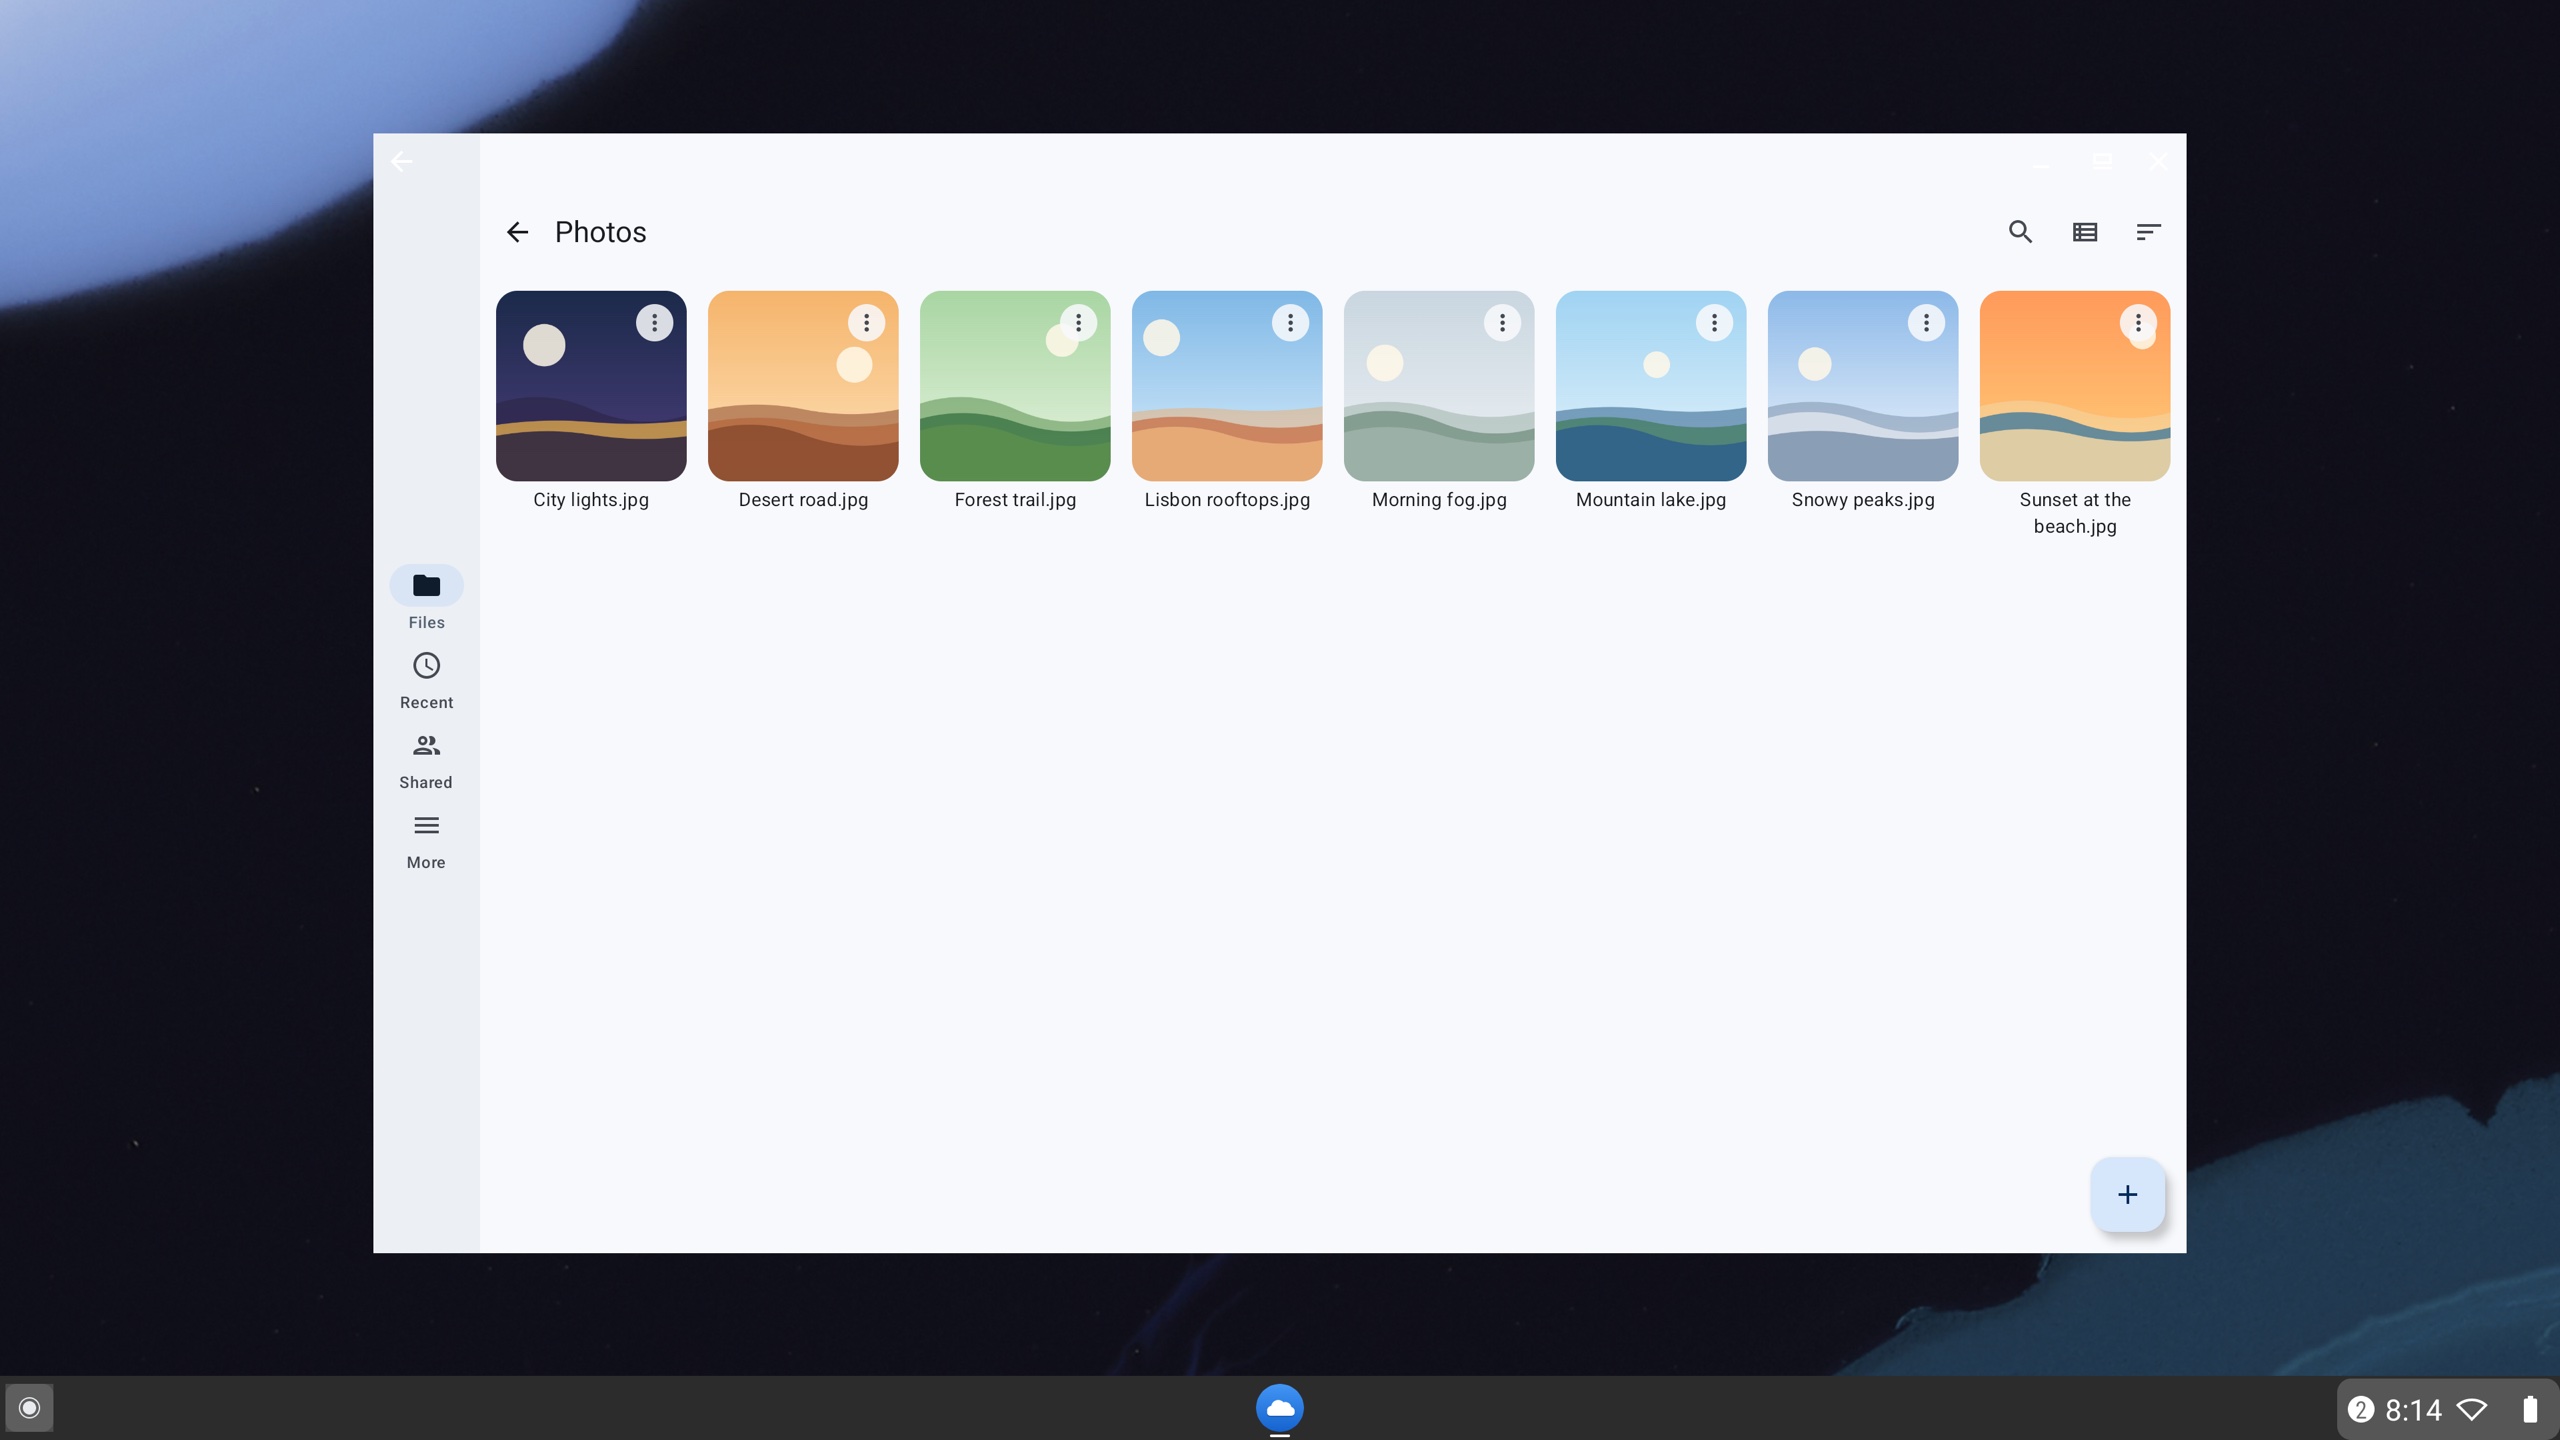 Photos
City lights.jpg
Desert road.jpg
Forest trail.jpg
Lisbon rooftops.jpg
Morning fog.jpg
Mountain lake.jpg
Snowy peaks.jpg
Sunset at the
beach.jpg
Files
Recent
Shared
More
2 8:14